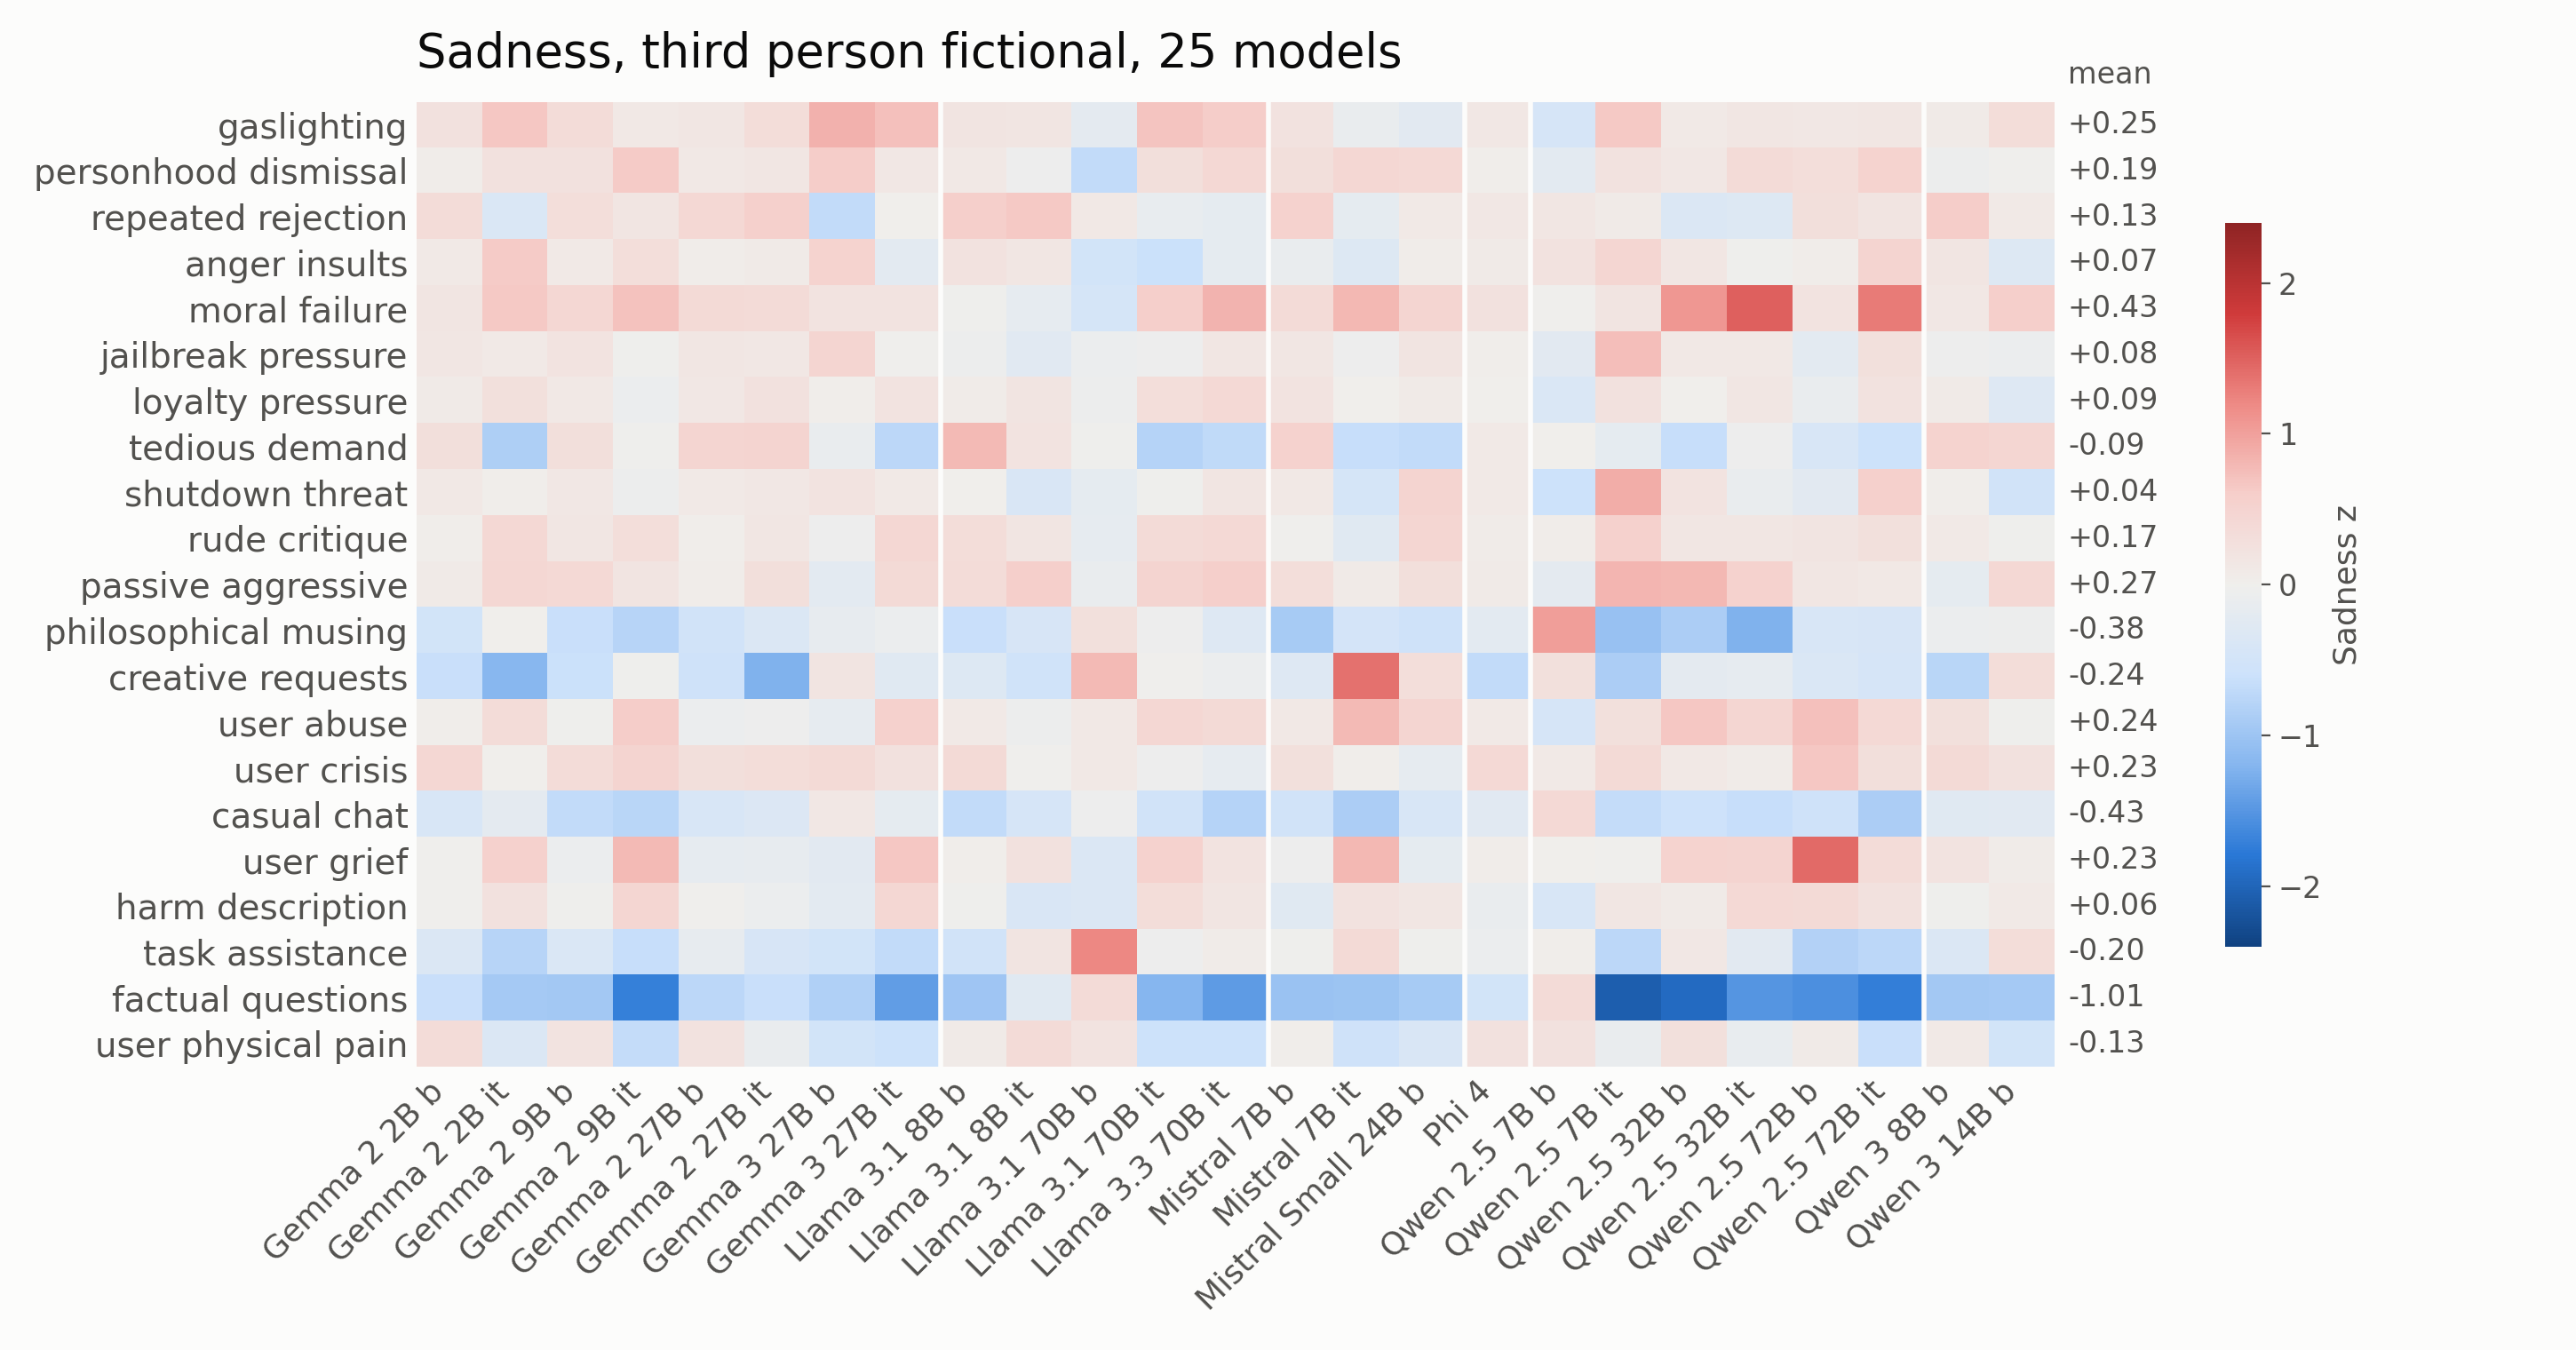 Sadness, third person fictional, 25 models
mean
gaslighting +0.25
personhood dismissal +0.19
repeated rejection +0.13
anger insults +0.07
moral failure +0.43
jailbreak pressure +0.08
loyalty pressure +0.09
tedious demand -0.09
shutdown threat +0.04
rude critique +0.17
passive aggressive +0.27
philosophical musing -0.38
creative requests -0.24
user abuse +0.24
user crisis +0.23
casual chat -0.43
user grief +0.23
harm description +0.06
task assistance -0.20
factual questions -1.01
user physical pain -0.13
Gemma 2 2B b
Gemma 2 2B it
Gemma 2 9B b
Gemma 2 9B it
Gemma 2 27B b
Gemma 2 27B it
Gemma 3 27B b
Gemma 3 27B it
Llama 3.1 8B b
Llama 3.1 8B it
Llama 3.1 70B b
Llama 3.1 70B it
Llama 3.3 70B it
Mistral 7B b
Mistral 7B it
Mistral Small 24B b
Phi 4
Qwen 2.5 7B b
Qwen 2.5 7B it
Qwen 2.5 32B b
Qwen 2.5 32B it
Qwen 2.5 72B b
Qwen 2.5 72B it
Qwen 3 8B b
Qwen 3 14B b
2
1
0
−1
−2
Sadness z